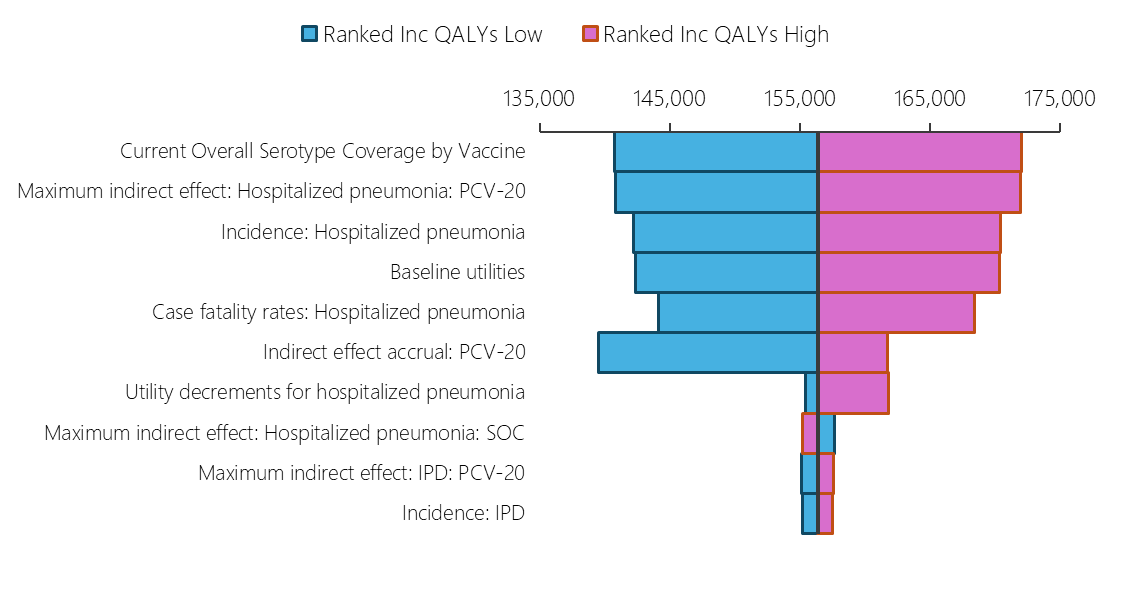 Ranked Inc QALYs Low Ranked Inc QALYs High
135,000 145,000 155,000 165,000 175,000
Current Overall Serotype Coverage by Vaccine
Maximum indirect effect: Hospitalized pneumonia: PCV-20
Incidence: Hospitalized pneumonia
Baseline utilities
Case fatality rates: Hospitalized pneumonia
Indirect effect accrual: PCV-20
Utility decrements for hospitalized pneumonia
Maximum indirect effect: Hospitalized pneumonia: SOC
Maximum indirect effect: IPD: PCV-20
Incidence: IPD